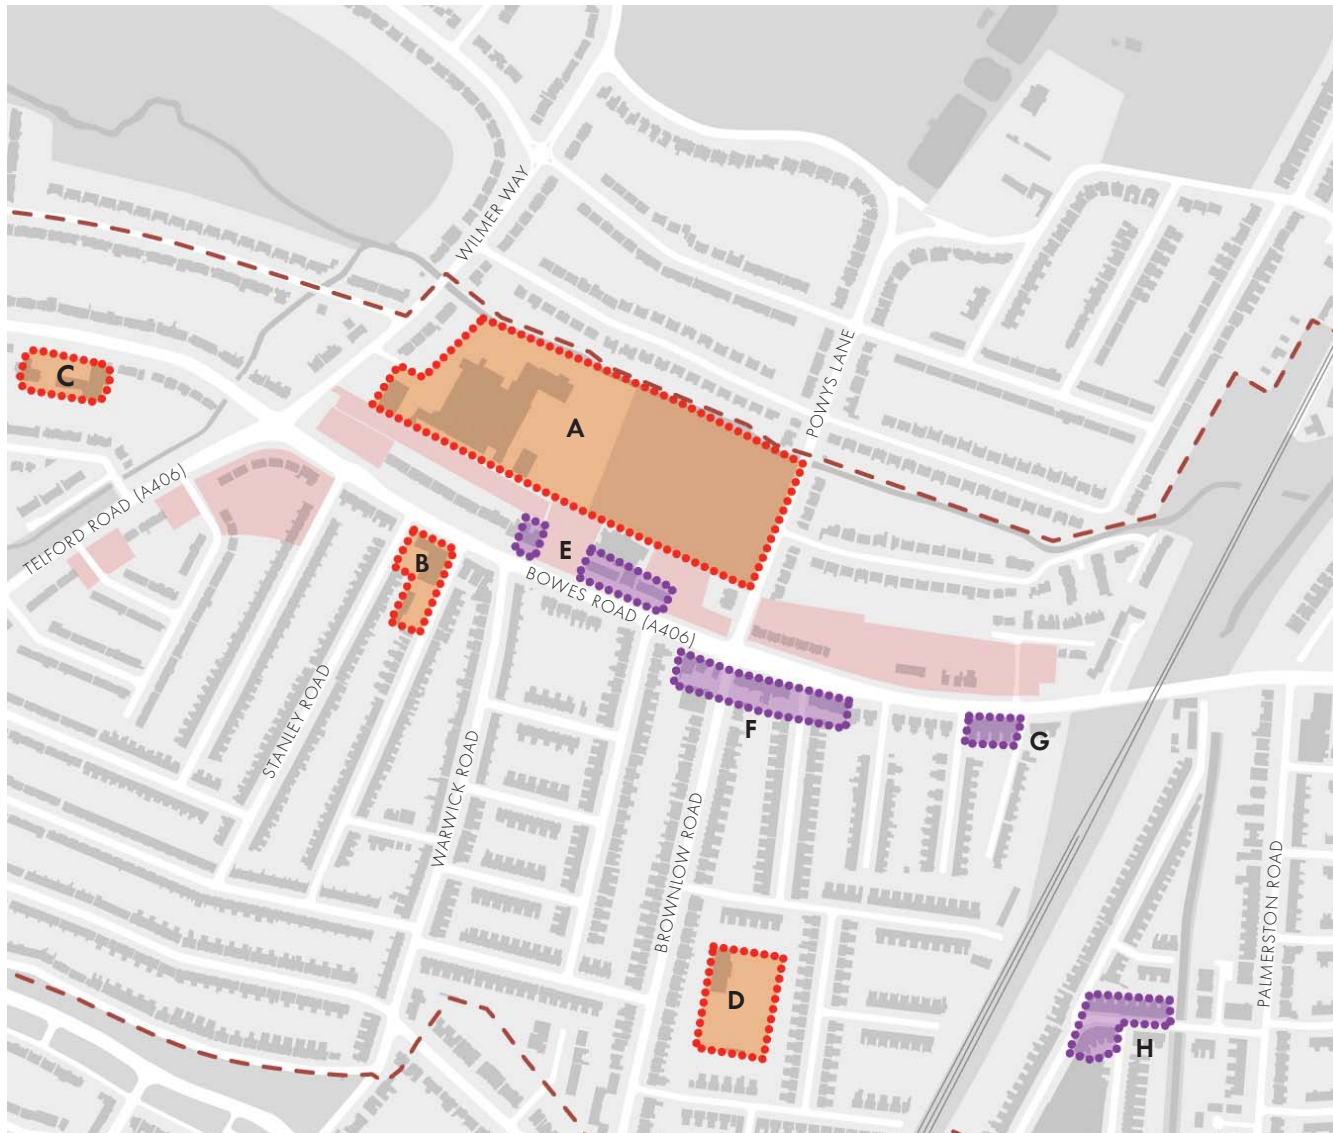 WILMER WAY
POWYS LANE
C
A
TELFORD ROAD (A406)
B
E
BOWES ROAD (A406)
STANLEY ROAD
F
G
WARWICK ROAD
BROWNLOW ROAD
PALMERSTON ROAD
D
H